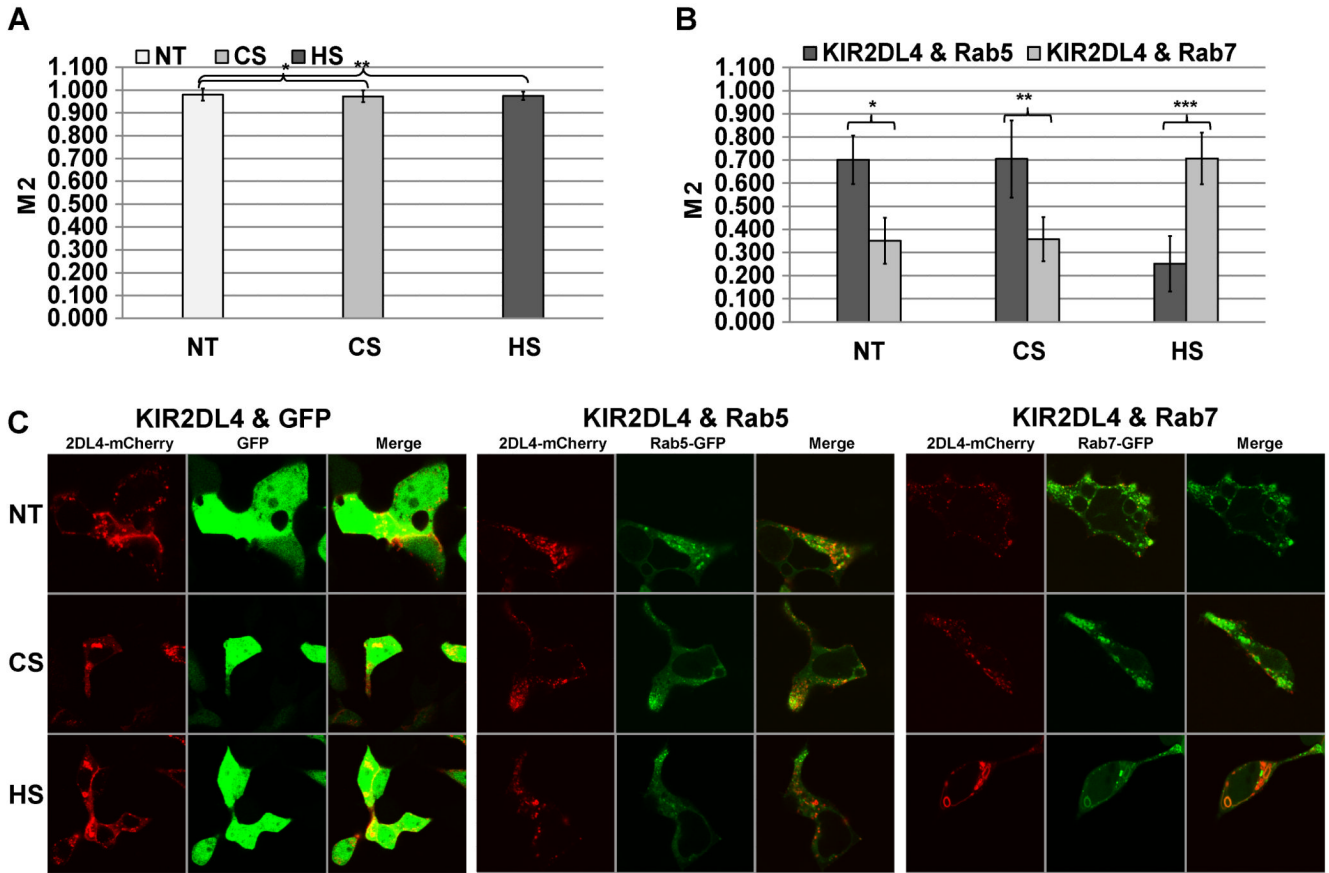 A
NT CS HS
* **
1.100
1.000
0.900
0.800
0.700
0.600
0.500
0.400
0.300
0.200
0.100
0.000
M2
NT CS HS
B
KIR2DL4 & Rab5 KIR2DL4 & Rab7
1.100
1.000
0.900
0.800
0.700
0.600
0.500
0.400
0.300
0.200
0.100
0.000
M2
* ** ***
NT CS HS
C
KIR2DL4 & GFP KIR2DL4 & Rab5 KIR2DL4 & Rab7
2DL4-mCherry GFP Merge 2DL4-mCherry Rab5-GFP Merge 2DL4-mCherry Rab7-GFP Merge
NT
CS
HS